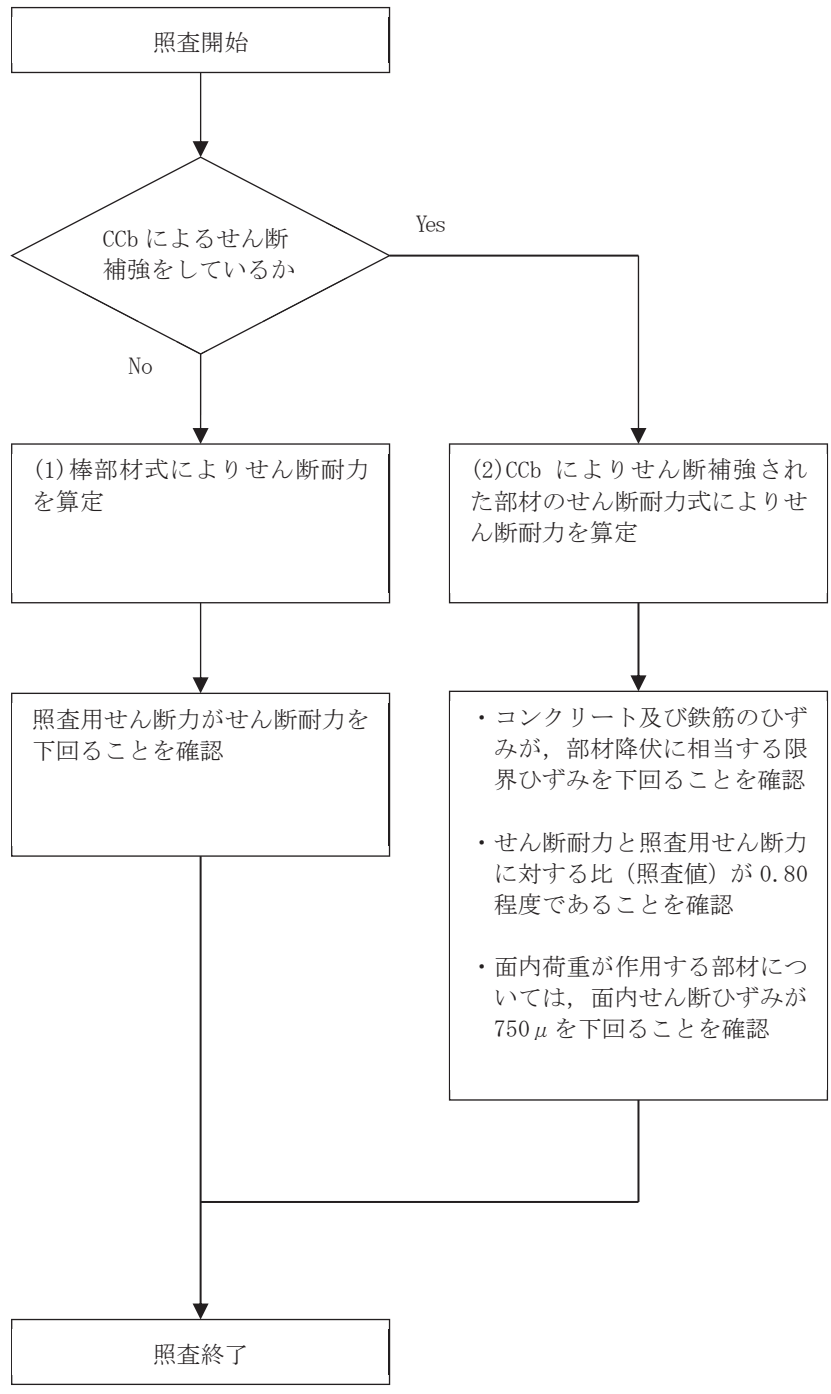 照査開始
CCb によるせん断
補強をしているか
Yes
No
(1)棒部材式によりせん断耐力
を算定
(2)CCb によりせん断補強され
た部材のせん断耐力式によりせ
ん断耐力を算定
照査用せん断力がせん断耐力を
下回ることを確認
・コンクリート及び鉄筋のひず
みが，部材降伏に相当する限
界ひずみを下回ることを確認
・せん断耐力と照査用せん断力
に対する比（照査値）が 0.80
程度であることを確認
・面内荷重が作用する部材につ
いては，面内せん断ひずみが
750μを下回ることを確認
照査終了